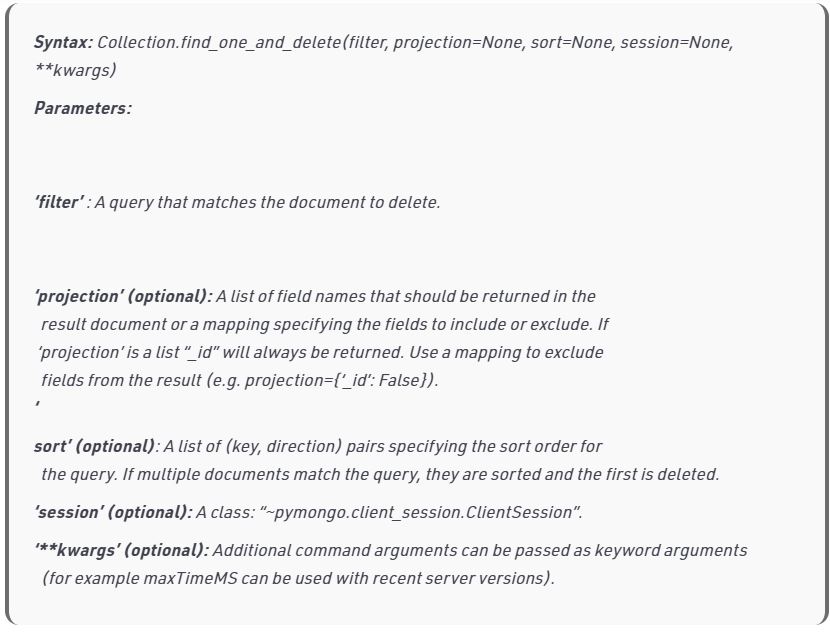 Syntax: Collection.find_one_and_delete(filter, projection=None, sort=None, session=None,
**kwargs)
Parameters:
‘filter’ : A query that matches the document to delete.
‘projection’ (optional): A list of field names that should be returned in the
result document or a mapping specifying the fields to include or exclude. If
‘projection’ is a list “_id” will always be returned. Use a mapping to exclude
fields from the result (e.g. projection={‘_id’: False}).
‘
sort’ (optional): A list of (key, direction) pairs specifying the sort order for
the query. If multiple documents match the query, they are sorted and the first is deleted.
‘session’ (optional): A class: “~pymongo.client_session.ClientSession”.
‘**kwargs’ (optional): Additional command arguments can be passed as keyword arguments
(for example maxTimeMS can be used with recent server versions).